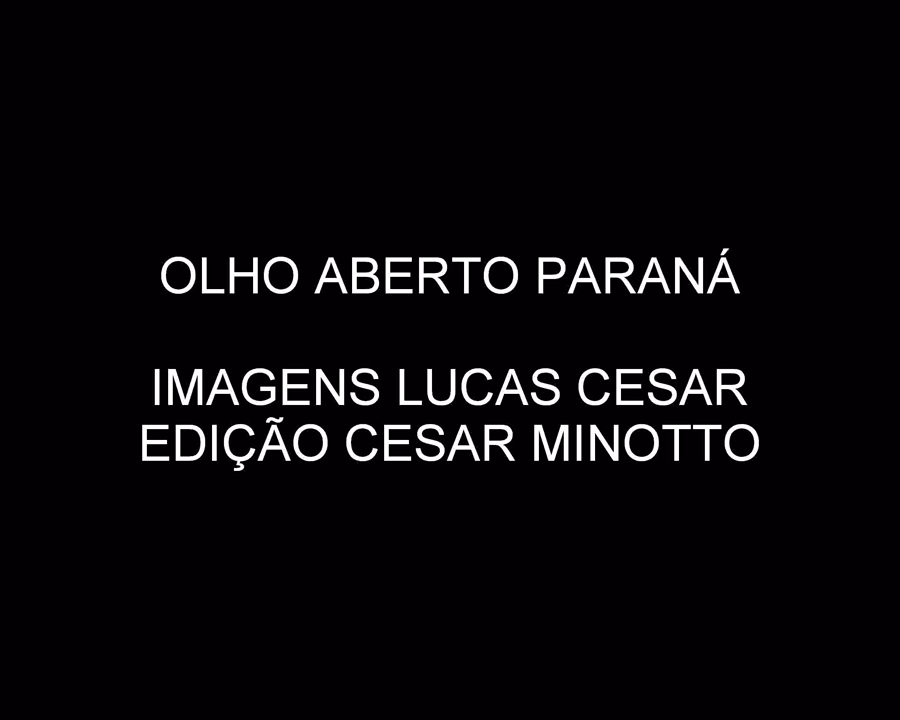 OLHO ABERTO PARANÁ
IMAGENS LUCAS CESAR
EDIÇÃO CESAR MINOTTO